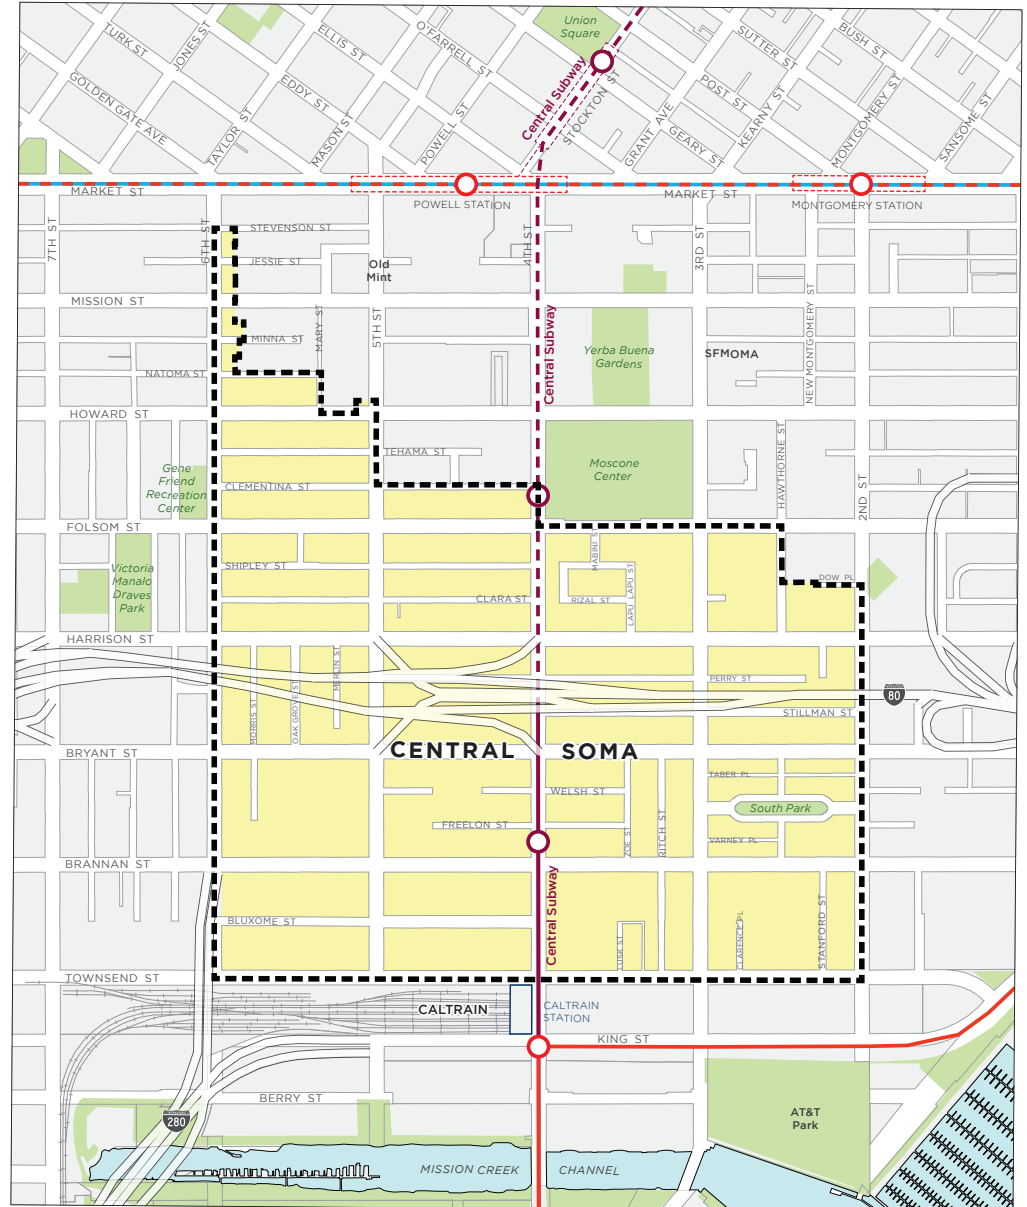 Union
Square
TURK ST
JONES ST
ELLIS ST
O'FARRELL ST
SUTTER ST
BUSH ST
GOLDEN GATE AVE
EDDY ST
Central Subway
STOCKTON ST
POST ST
TAYLOR ST
MASON ST
POWELL ST
GRANT AVE
GEARY ST
KEARNY ST
MONTGOMERY ST
SANSOME ST
MARKET ST
MARKET ST
POWELL STATION
MONTGOMERY STATION
7TH ST
6TH ST
STEVENSON ST
4TH ST
3RD ST
JESSIE ST
Old
Mint
MISSION ST
MARY ST
5TH ST
MINNA ST
Central Subway
Yerba Buena
Gardens
SFMOMA
NEW MONTGOMERY ST
NATOMA ST
HOWARD ST
TEHAMA ST
Moscone
Center
HAWTHORNE ST
2ND ST
Gene
Friend
Recreation
Center
CLEMENTINA ST
FOLSOM ST
MABINI ST
SHIPLEY ST
Victoria
Manalo
Draves
Park
LAPU LAPU ST
DOW PL
CLARA ST
RIZAL ST
HARRISON ST
MERLIN ST
OAK GROVE ST
MORRIS ST
PERRY ST
80
STILLMAN ST
BRYANT ST
CENTRAL SOMA
TABER PL
WELSH ST
South Park
FREELON ST
ZOE ST
RITCH ST
VARNEY PL
BRANNAN ST
Central Subway
BLUXOME ST
LUSK ST
CLARENCE PL
STANFORD ST
TOWNSEND ST
CALTRAIN
CALTRAIN
STATION
KING ST
BERRY ST
280
AT&T
Park
MISSION CREEK CHANNEL